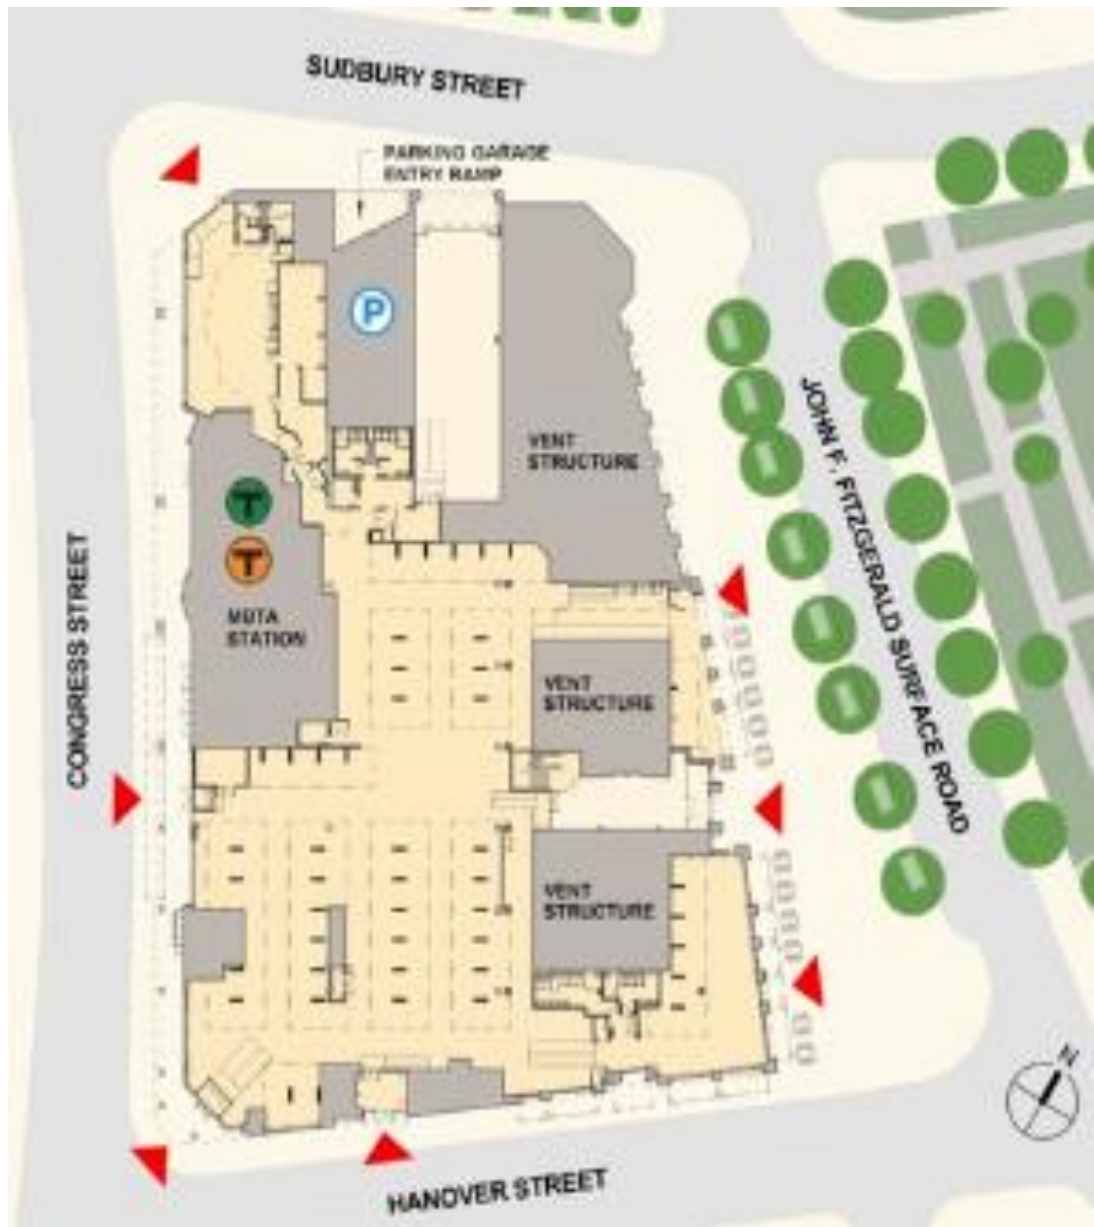 SUDBURY STREET
PARKING GARAGE
ENTRY RAMP
P
VENT
STRUCTURE
T
T
MBTA
STATION
CONGRESS STREET
JOHN F. FITZGERALD SURFACE ROAD
VENT
STRUCTURE
VENT
STRUCTURE
N
HANOVER STREET